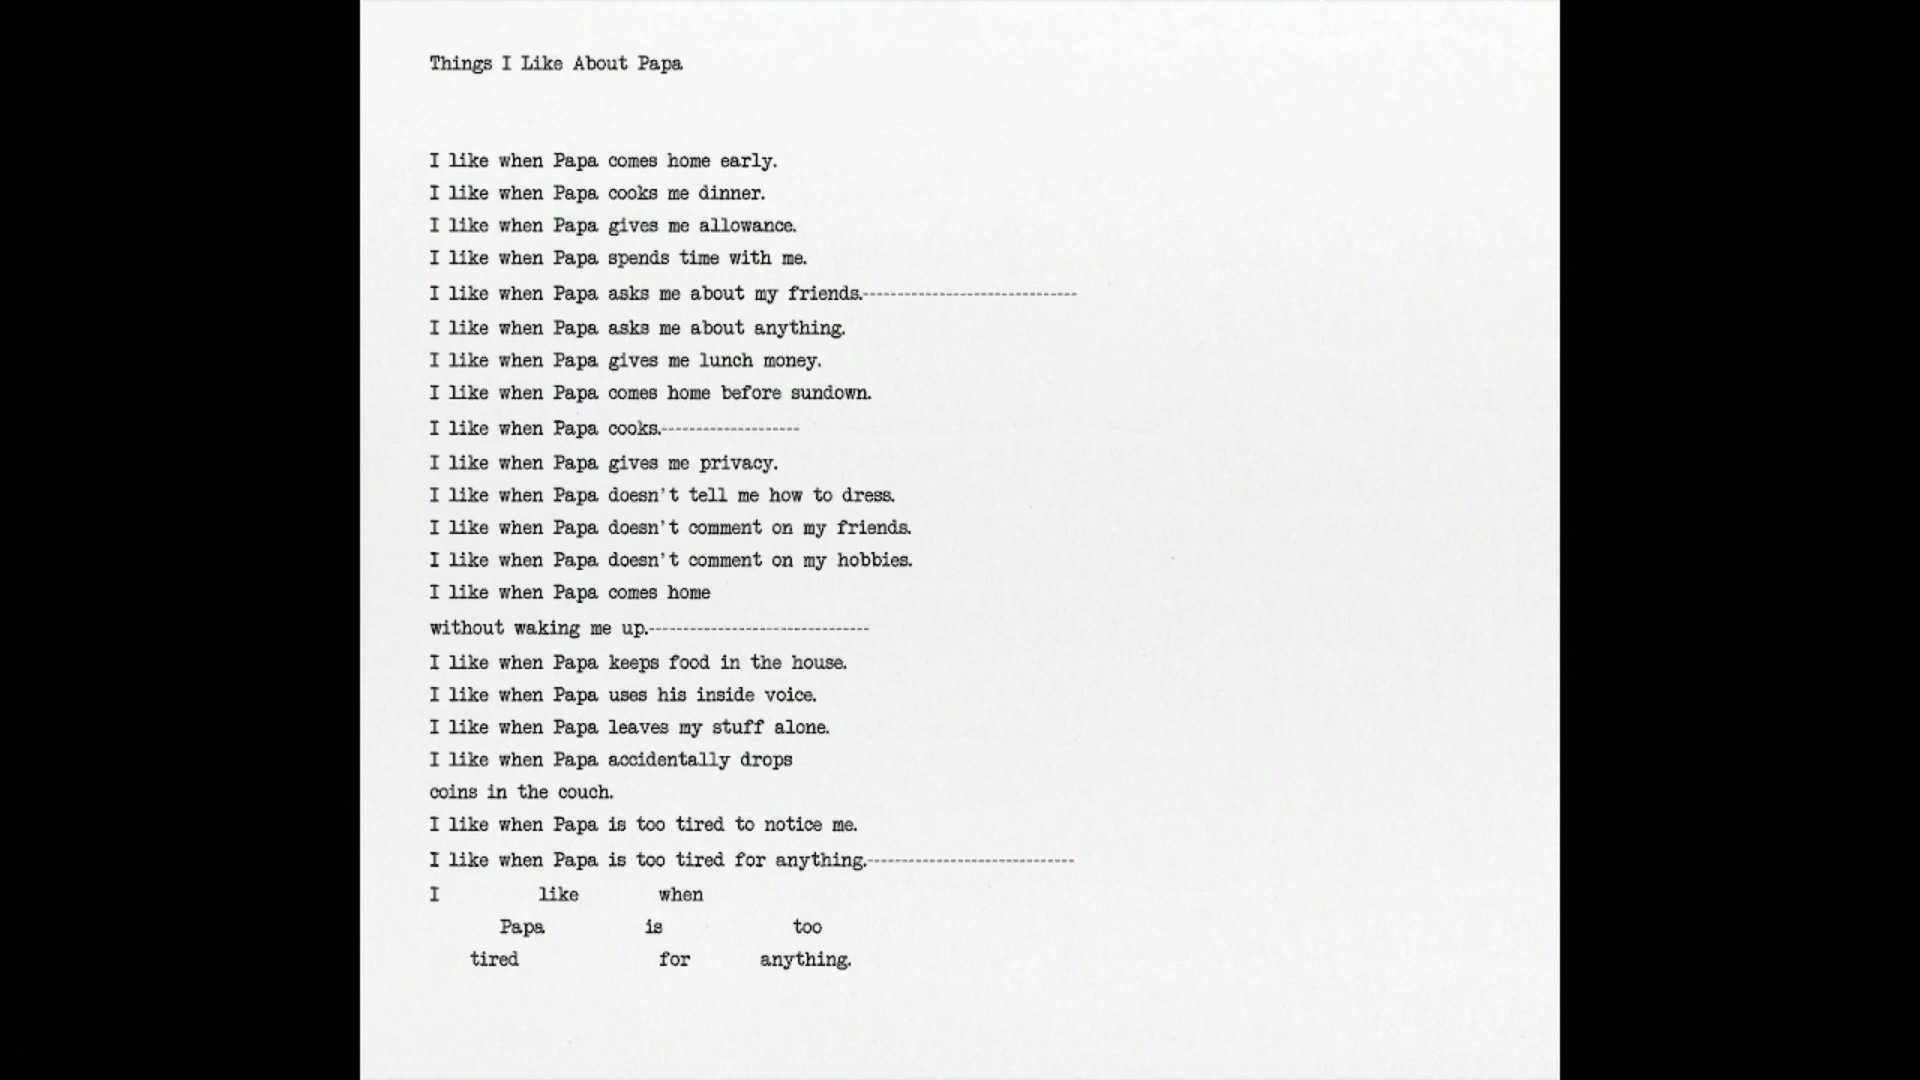 Things I Like About Papa
I like when Papa comes home early.
I like when Papa cooks me dinner.
I like when Papa gives me allowance.
I like when Papa spends time with me.
I like when Papa asks me about my friends.-------------------------------
I like when Papa asks me about anything.
I like when Papa gives me lunch money.
I like when Papa comes home before sundown.
I like when Papa cooks.--------------------
I like when Papa gives me privacy.
I like when Papa doesn't tell me how to dress.
I like when Papa doesn't comment on my friends.
I like when Papa doesn't comment on my hobbies.
I like when Papa comes home
without waking me up.--------------------------------
I like when Papa keeps food in the house.
I like when Papa uses his inside voice.
I like when Papa leaves my stuff alone.
I like when Papa accidentally drops
coins in the couch.
I like when Papa is too tired to notice me.
I like when Papa is too tired for anything.------------------------------
I like when
Papa is too
tired for anything.